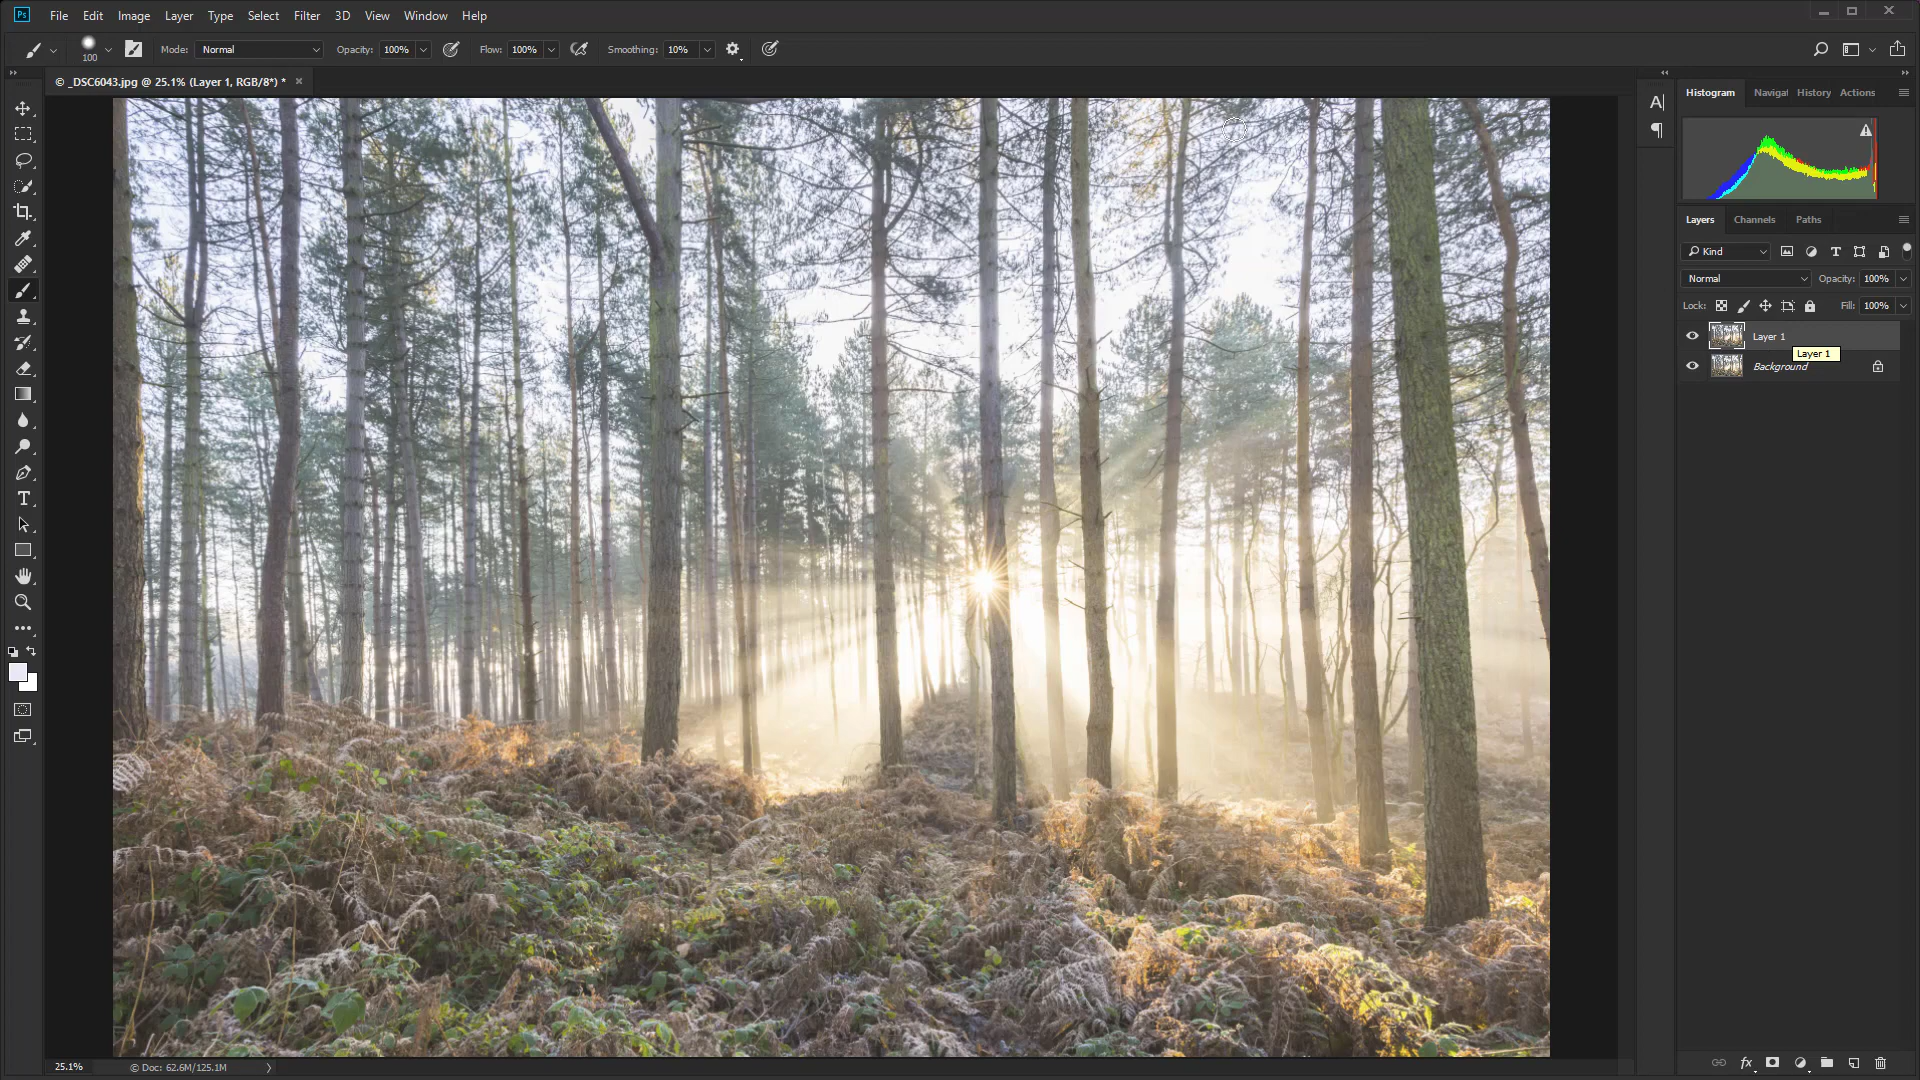 Ps File Edit Image Layer Type Select Filter 3D View Window Help
100 Mode: Normal Opacity: 100% Flow: 100% Smoothing: 10%
© _DSC6043.jpg @ 25.1% (Layer 1, RGB/8*) *
Histogram Navigat History Actions
Layers Channels Paths
Kind
Normal Opacity: 100%
Lock: Fill: 100%
Layer 1
Layer 1
Background
25.1% © Doc: 62.6M/125.1M